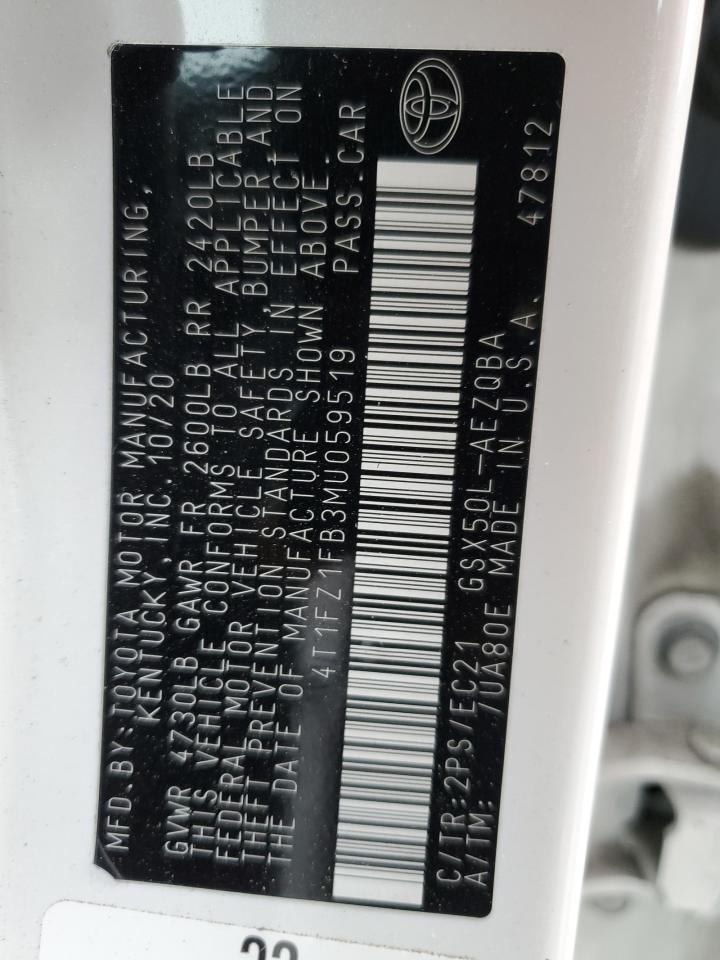 MFD.BY:TOYOTA MOTOR MANUFACTURING,
KENTUCKY,INC. 10/20
GVWR 4730LB GAWR FR 2600LB RR 2420LB
THIS VEHICLE CONFORMS TO ALL APPLICABLE
FEDERAL MOTOR VEHICLE SAFETY, BUMPER AND
THEFT PREVENTION STANDARDS IN EFFECT ON
THE DATE OF MANUFACTURE SHOWN ABOVE.
4T1FZ1FB3MU059519 PASS.CAR
C/TR:2PS/EC21 GSX50L-AEZQBA
A/TM: /UA80E MADE IN U.S.A. 47812